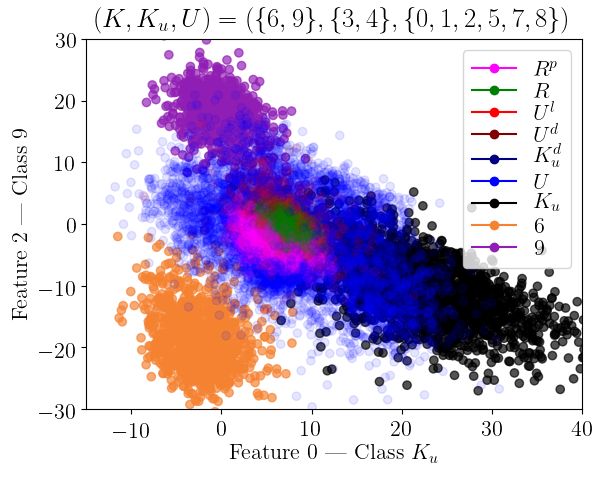 (K, K_u, U) = ({6, 9}, {3, 4}, {0, 1, 2, 5, 7, 8})
30
20
10
0
−10
−20
−30
Feature 2 — Class 9
R^p
R
U^l
U^d
K_u^d
U
K_u
6
9
−10
0
10
20
30
40
Feature 0 — Class K_u